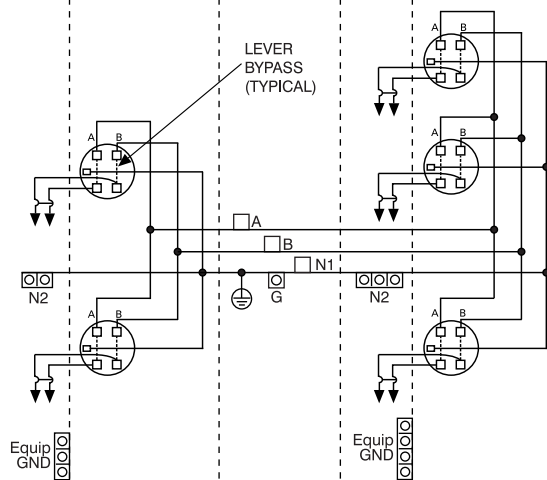 A B
LEVER
BYPASS
(TYPICAL)
A B
A B
A
B
N1
N2
G
N2
A B
A B
Equip
GND
Equip
GND